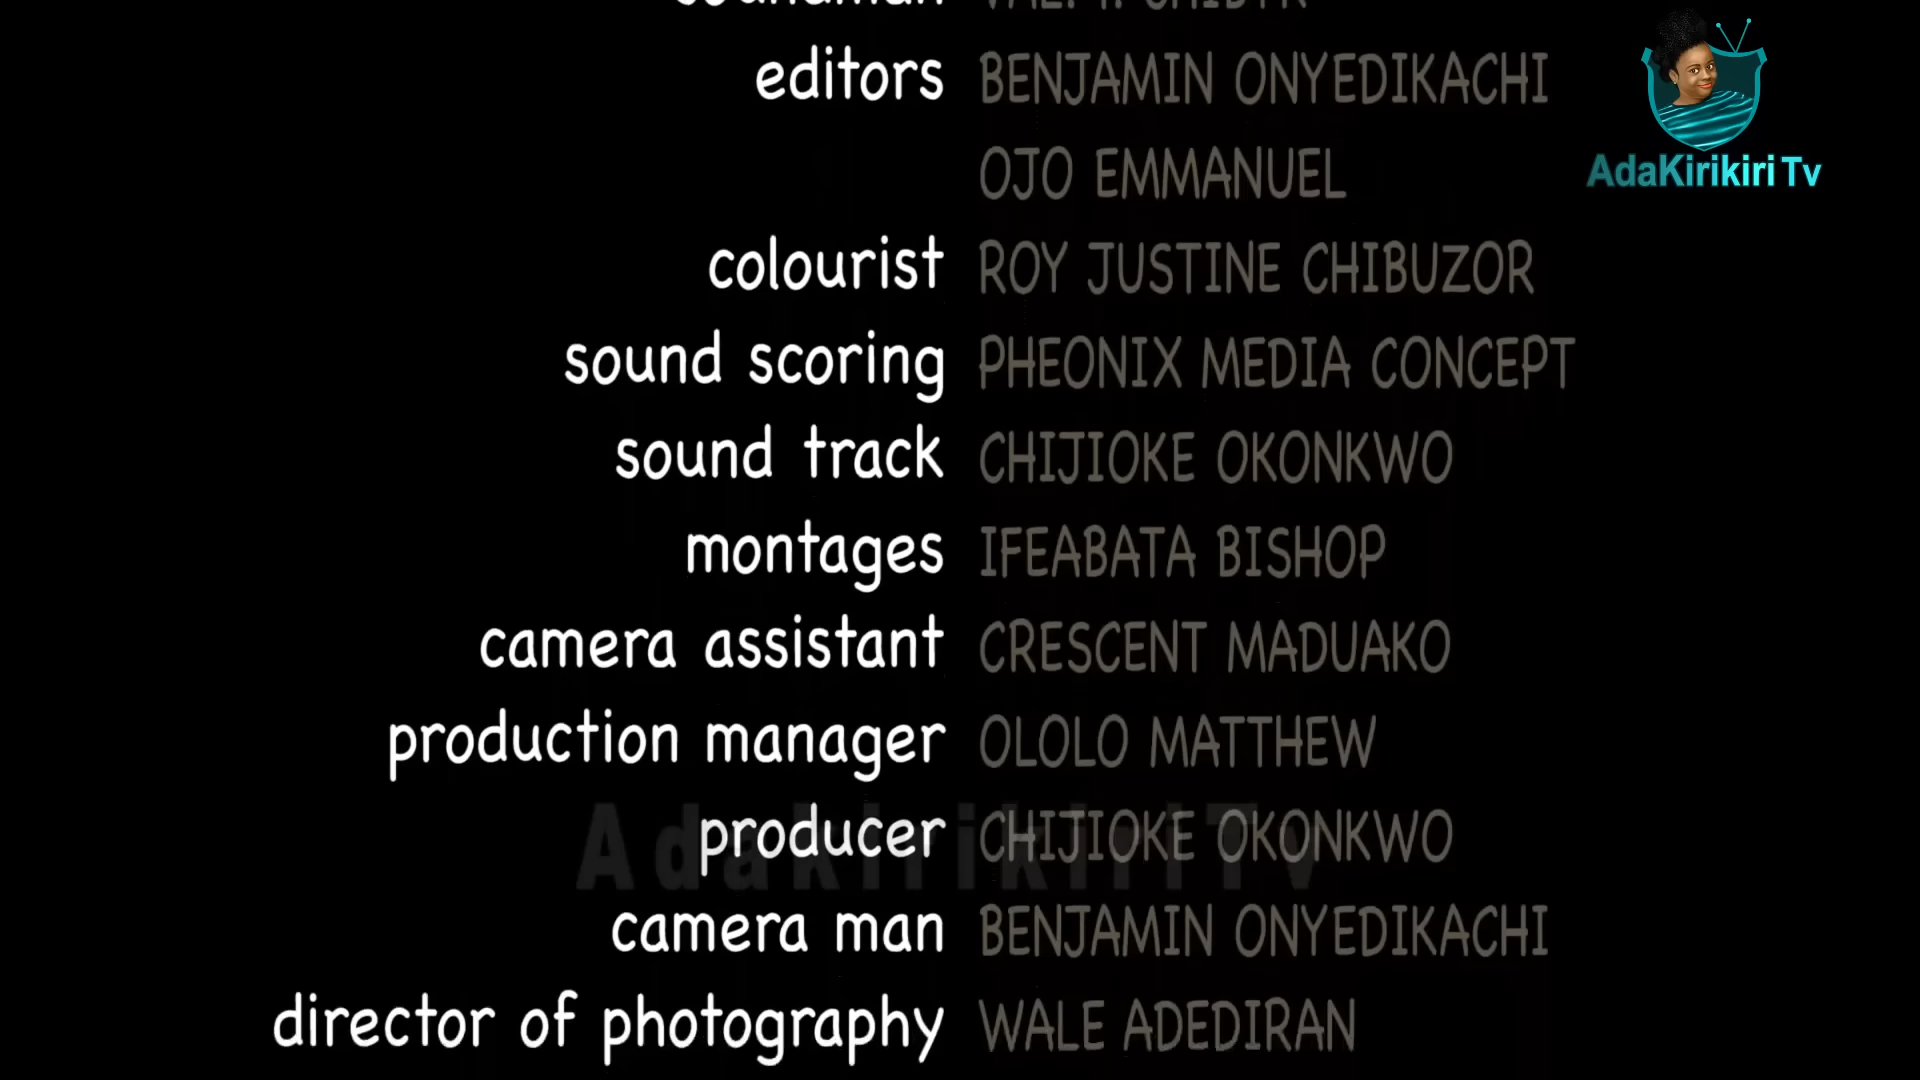 editors BENJAMIN ONYEDIKACHI
OJO EMMANUEL
colourist ROY JUSTINE CHIBUZOR
sound scoring PHEONIX MEDIA CONCEPT
sound track CHIJIOKE OKONKWO
montages IFEABATA BISHOP
camera assistant CRESCENT MADUAKO
production manager OLOLO MATTHEW
producer CHIJIOKE OKONKWO
camera man BENJAMIN ONYEDIKACHI
director of photography WALE ADEDIRAN
AdaKirikiri Tv
AdakirikiriTv